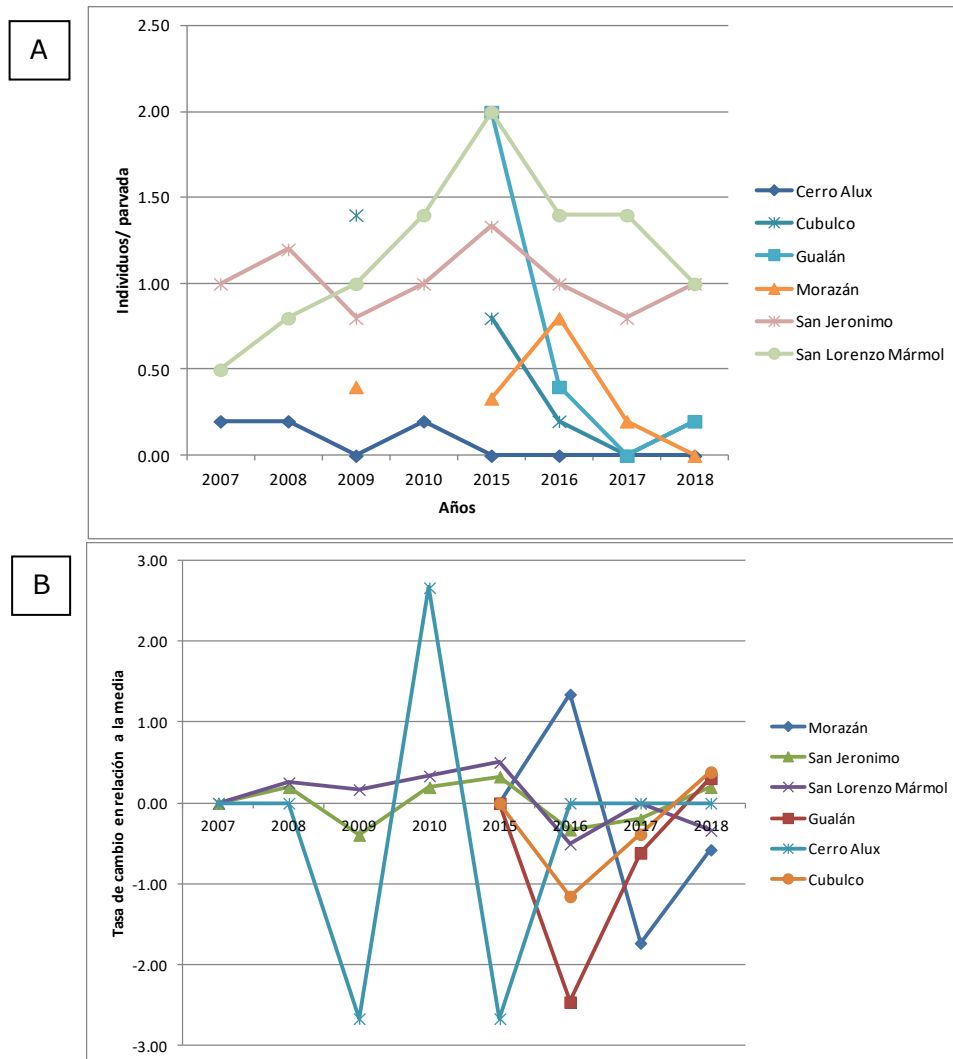 A
2.50
2.00
1.50
1.00
0.50
0.00
Individuos/ parvada
2007 2008 2009 2010 2015 2016 2017 2018
Años
Cerro Alux
Cubulco
Gualán
Morazán
San Jeronimo
San Lorenzo Mármol
B
3.00
2.00
1.00
0.00
-1.00
-2.00
-3.00
Tasa de cambio en relación a la media
2007 2008 2009 2010 2015 2016 2017 2018
Morazán
San Jeronimo
San Lorenzo Mármol
Gualán
Cerro Alux
Cubulco